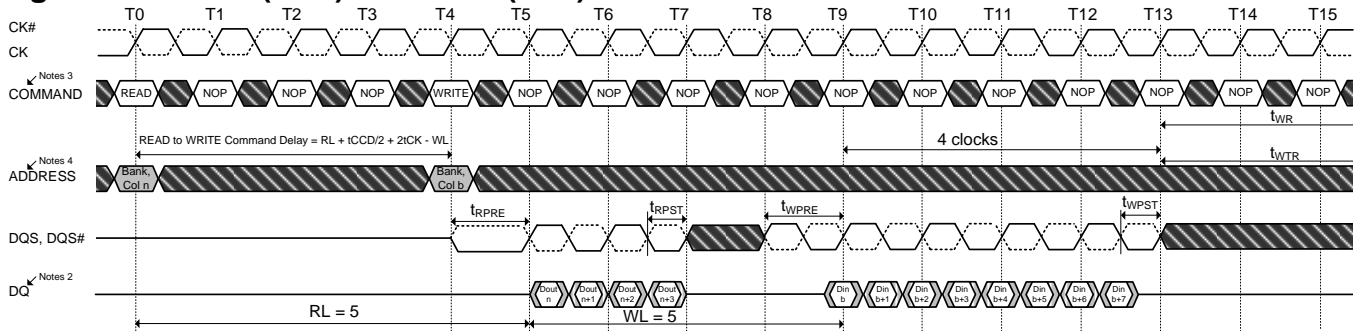 T0 T1 T2 T3 T4 T5 T6 T7 T8 T9 T10 T11 T12 T13 T14 T15
CK#
CK
Notes 3
COMMAND READ NOP NOP NOP WRITE NOP NOP NOP NOP NOP NOP NOP NOP NOP NOP NOP
tWR
READ to WRITE Command Delay = RL + tCCD/2 + 2tCK - WL
4 clocks
tWTR
Notes 4
ADDRESS
Bank, Col n
Bank, Col b
tRPRE tRPST tWPRE tWPST
DQS, DQS#
Notes 2
DQ
Dout n
Dout n+1
Dout n+2
Dout n+3
Din b
Din b+1
Din b+2
Din b+3
Din b+4
Din b+5
Din b+6
Din b+7
RL = 5
WL = 5